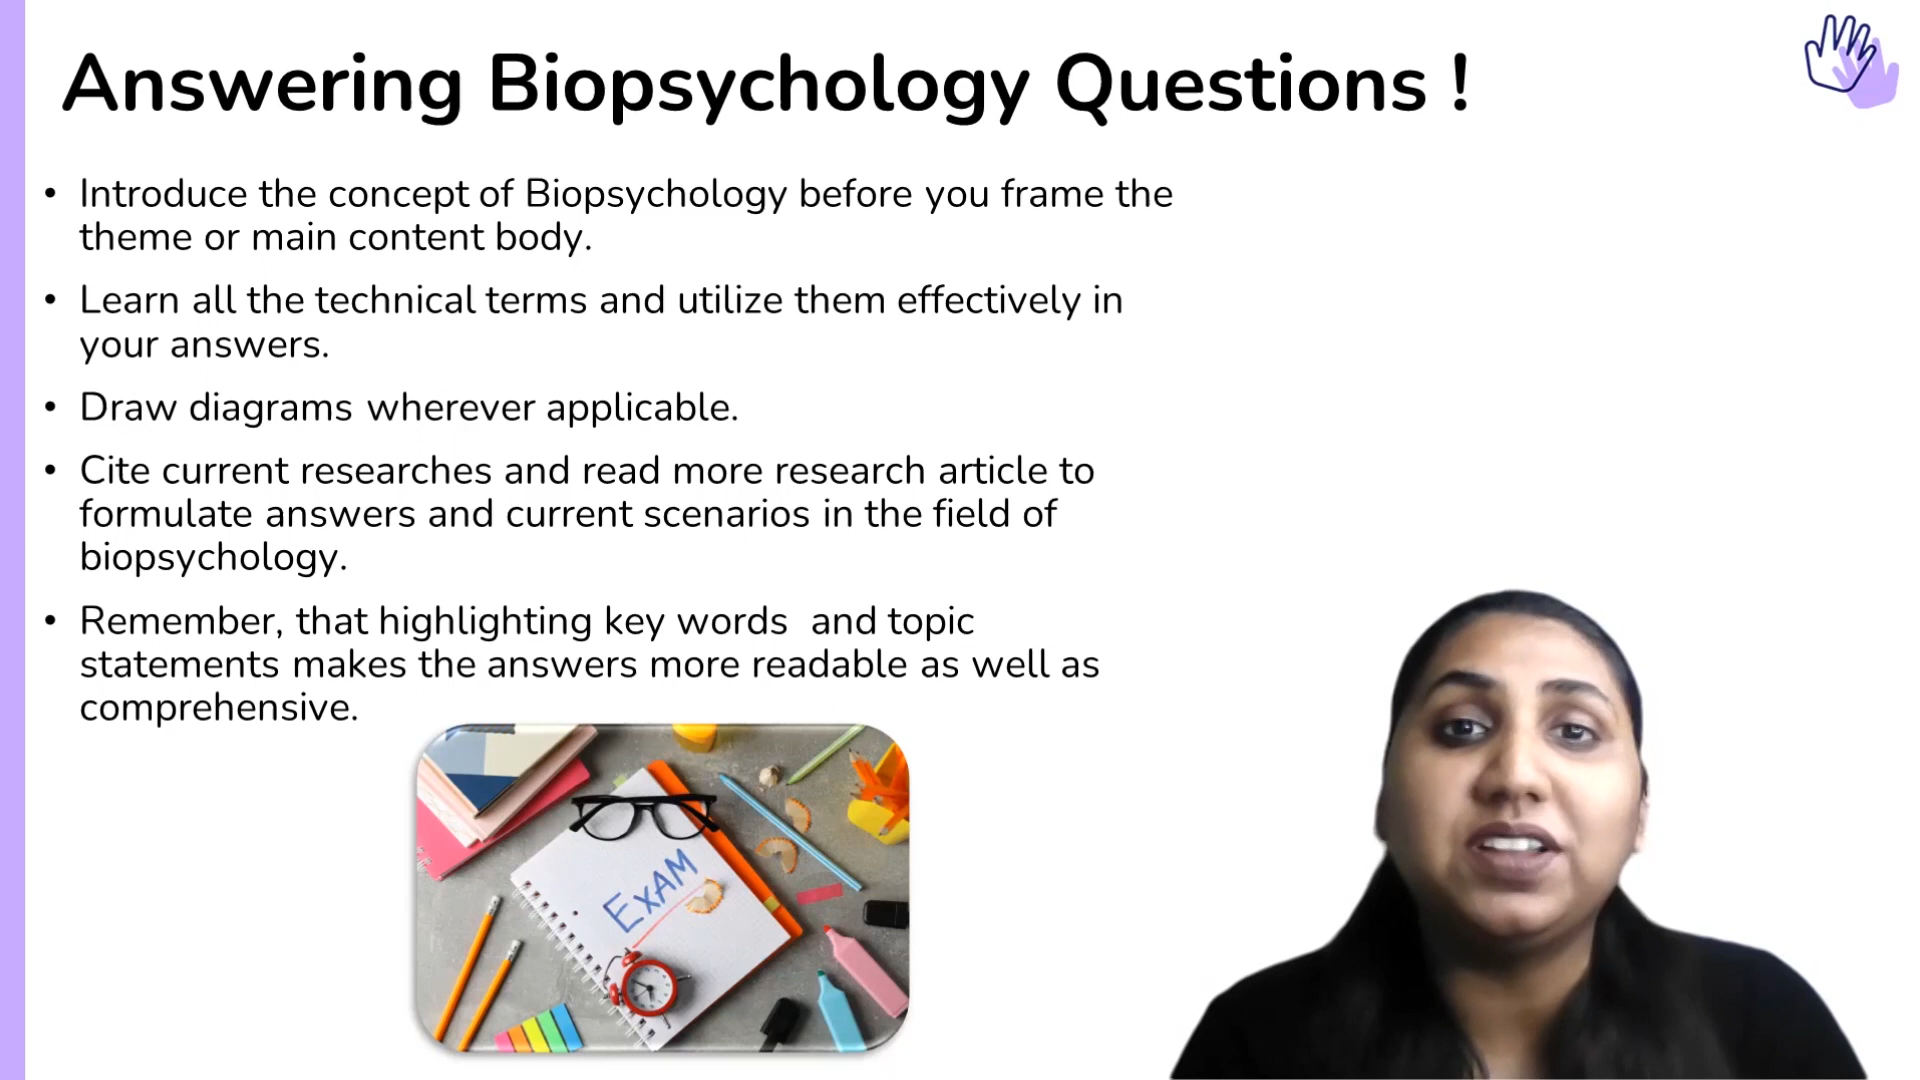 Answering Biopsychology Questions !
• Introduce the concept of Biopsychology before you frame the
theme or main content body.
• Learn all the technical terms and utilize them effectively in
your answers.
• Draw diagrams wherever applicable.
• Cite current researches and read more research article to
formulate answers and current scenarios in the field of
biopsychology.
• Remember, that highlighting key words  and topic
statements makes the answers more readable as well as
comprehensive.
ExAM